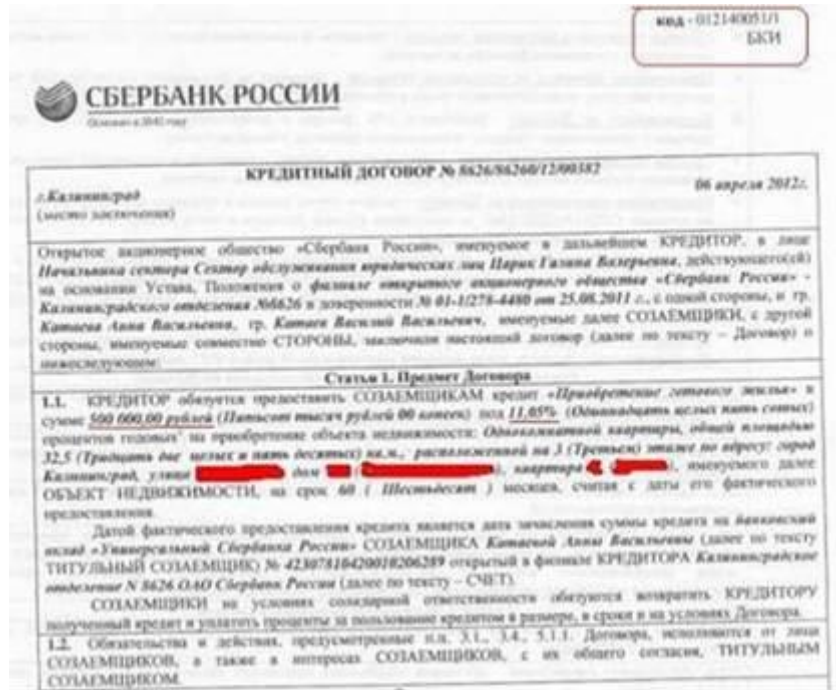 код - 012140051/1
БКИ
СБЕРБАНК РОССИИ
Основан в 1841 году
КРЕДИТНЫЙ ДОГОВОР № 8626/86260/12/00382
г.Калининград
06 апреля 2012г.
(место заключения)
Открытое акционерное общество «Сбербанк России», именуемое в дальнейшем КРЕДИТОР, в лице
Начальника сектора Сектор обслуживания юридических лиц Царик Галина Валерьевна, действующего(ей)
на основании Устава, Положения о филиале открытого акционерного общества «Сбербанк России» -
Калининградского отделения №8626 и доверенности № 01-1/278-4480 от 25.08.2011 г., с одной стороны, и гр.
Катаева Анна Васильевна, гр. Катаев Василий Васильевич, именуемые далее СОЗАЕМЩИКИ, с другой
стороны, именуемые совместно СТОРОНЫ, заключили настоящий договор (далее по тексту – Договор) о
нижеследующем:
Статья 1. Предмет Договора
1.1. КРЕДИТОР обязуется предоставить СОЗАЕМЩИКАМ кредит «Приобретение готового жилья» в
сумме 500 000,00 рублей (Пятьсот тысяч рублей 00 копеек) под 11,05% (Одиннадцать целых пять сотых)
процентов годовых на приобретение объекта недвижимости: Однокомнатной квартиры, общей площадью
32,5 (Тридцать две целых и пять десятых) кв.м., расположенной на 3 (Третьем) этаже по адресу: город
Калининград, улица дом ( ), квартира ( ), именуемого далее
ОБЪЕКТ НЕДВИЖИМОСТИ, на срок 60 ( Шестьдесят ) месяцев, считая с даты его фактического
предоставления.
Датой фактического предоставления кредита является дата зачисления суммы кредита на банковский
вклад «Универсальный Сбербанка России» СОЗАЕМЩИКА Катаевой Анны Васильевны (далее по тексту
ТИТУЛЬНЫЙ СОЗАЕМЩИК) № 42307810420010206289 открытый в филиале КРЕДИТОРА Калининградское
отделение N 8626 ОАО Сбербанк России (далее по тексту – СЧЕТ).
СОЗАЕМЩИКИ на условиях солидарной ответственности обязуются возвратить КРЕДИТОРУ
полученный кредит и уплатить проценты за пользование кредитом в размере, в сроки и на условиях Договора.
1.2. Обязательства и действия, предусмотренные п.п. 3.1., 3.4., 5.1.1. Договора, исполняются от лица
СОЗАЕМЩИКОВ, а также в интересах СОЗАЕМЩИКОВ, с их общего согласия, ТИТУЛЬНЫМ
СОЗАЕМЩИКОМ.